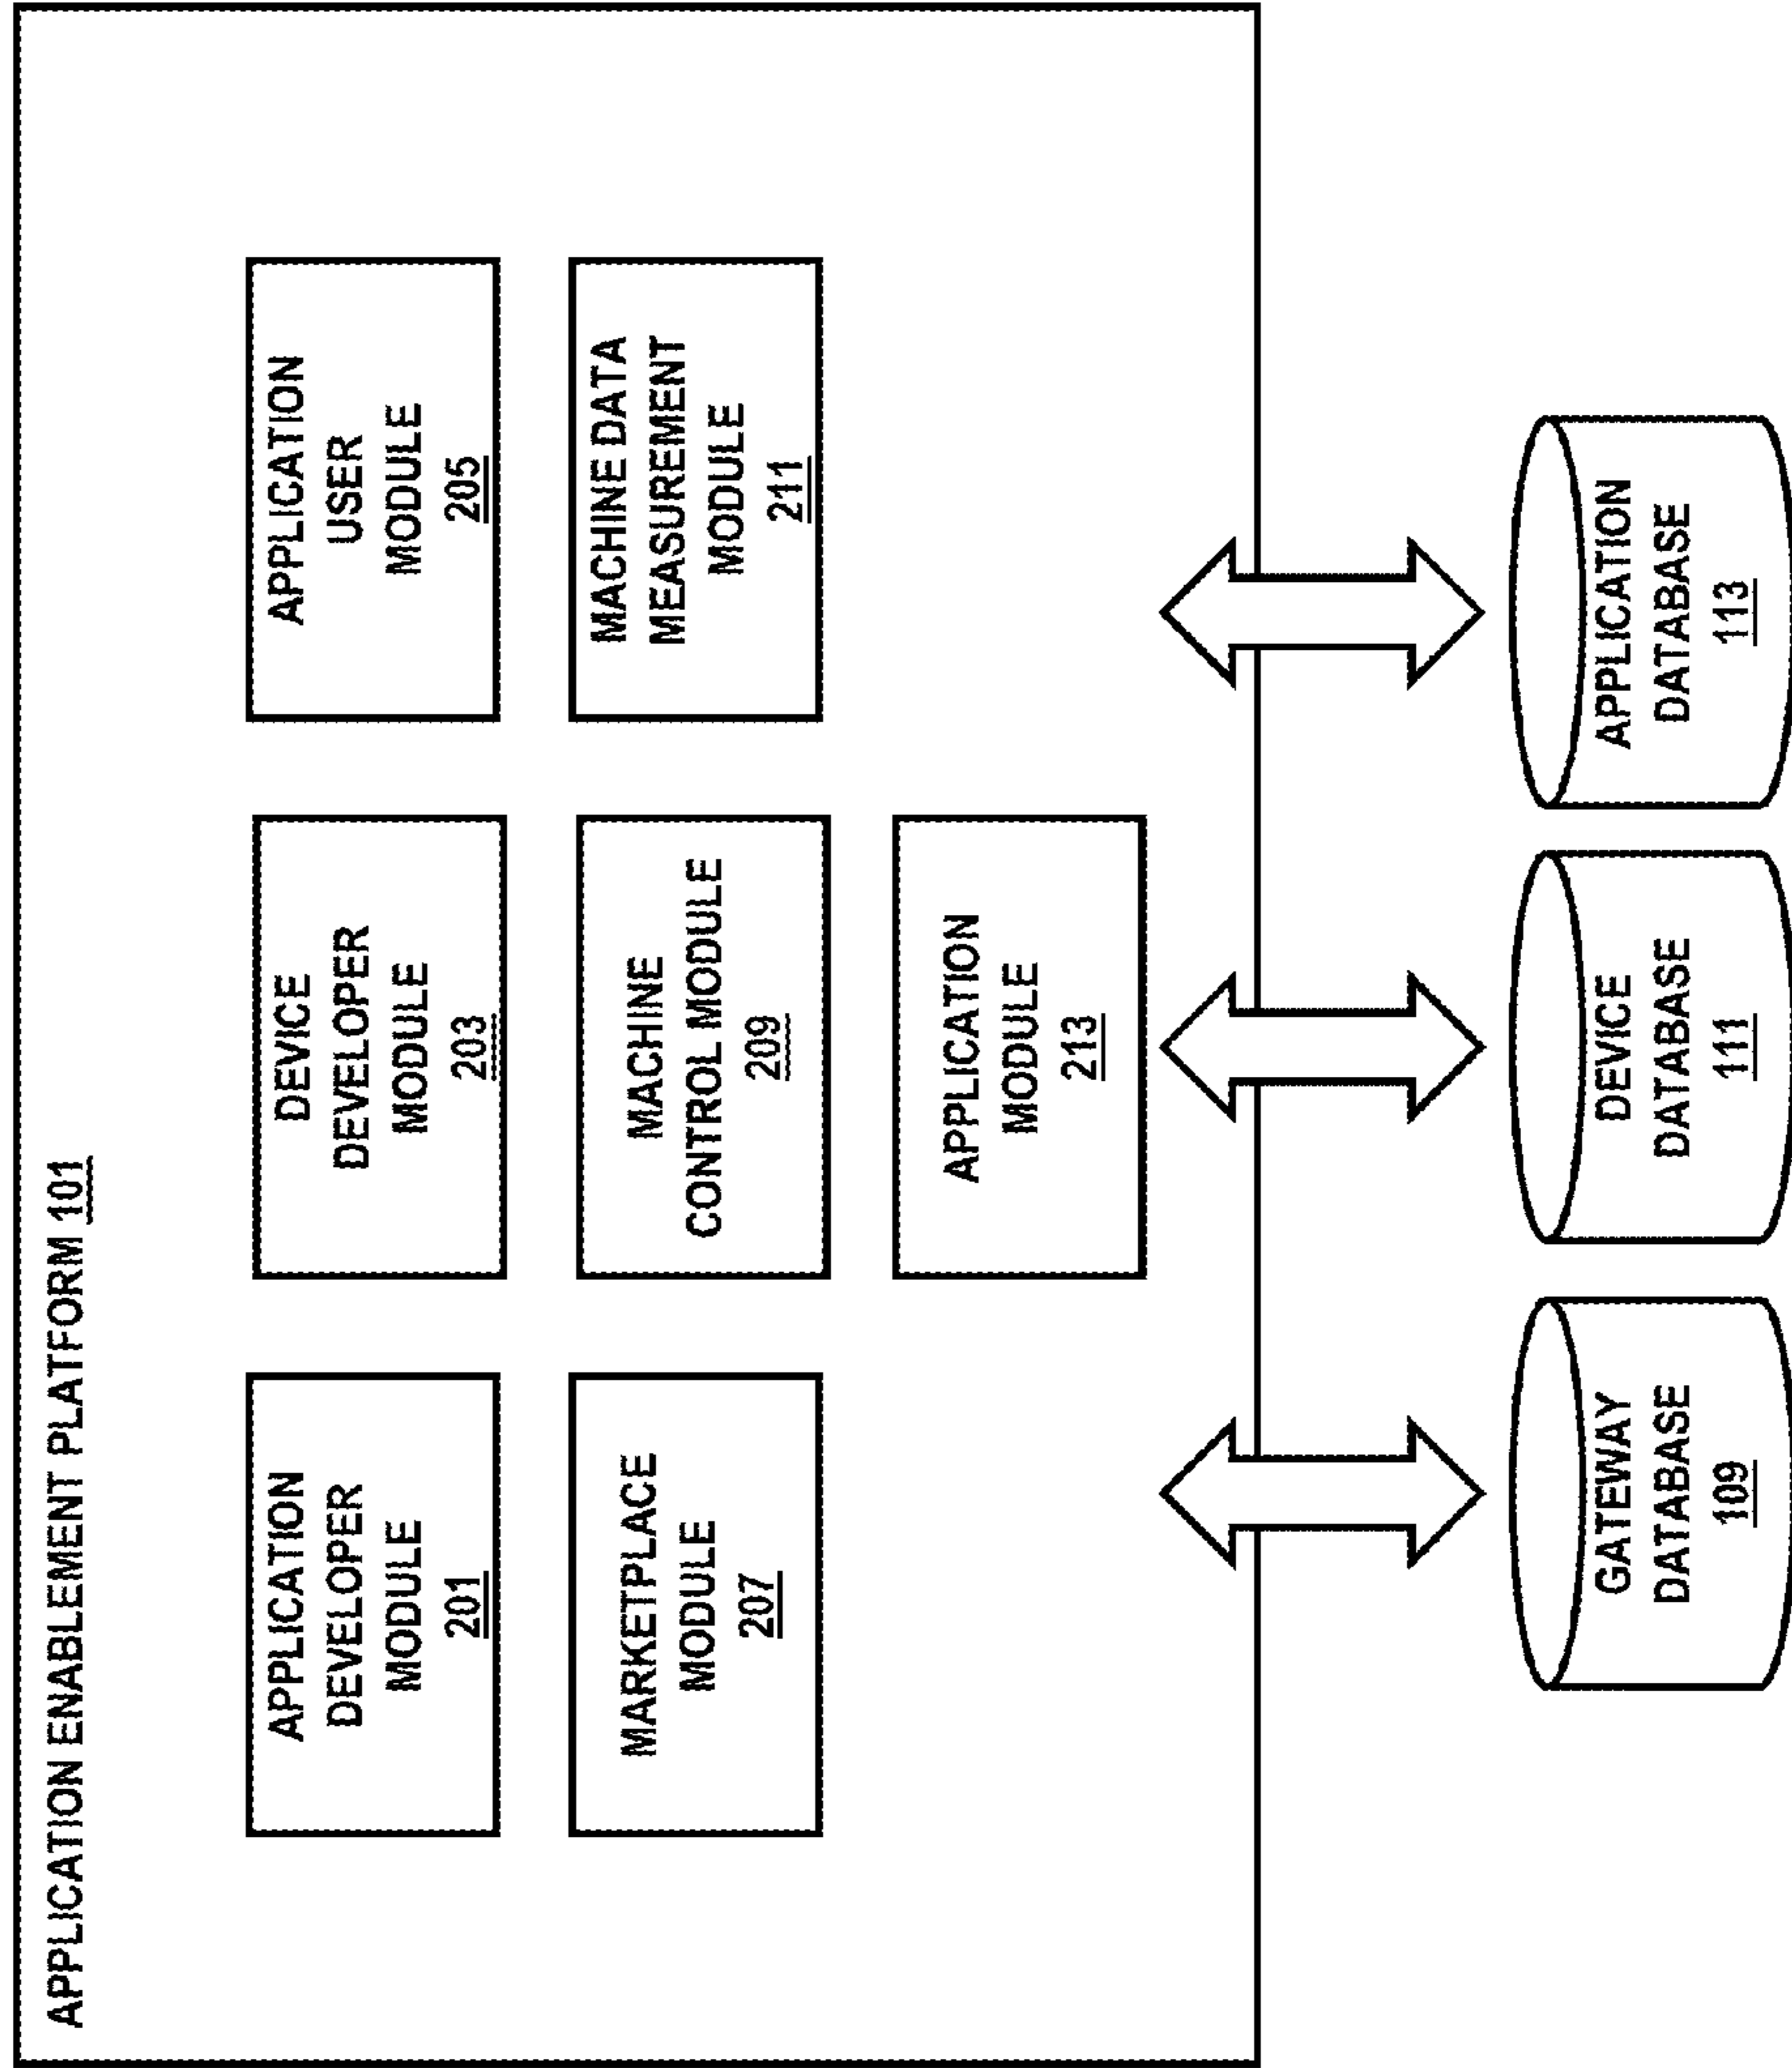 APPLICATION ENABLEMENT PLATFORM 101
APPLICATION
DEVELOPER
MODULE
201
DEVICE
DEVELOPER
MODULE
203
APPLICATION
USER
MODULE
205
MARKETPLACE
MODULE
207
MACHINE
CONTROL MODULE
209
MACHINE DATA
MEASUREMENT
MODULE
211
APPLICATION
MODULE
213
GATEWAY
DATABASE
109
DEVICE
DATABASE
111
APPLICATION
DATABASE
113